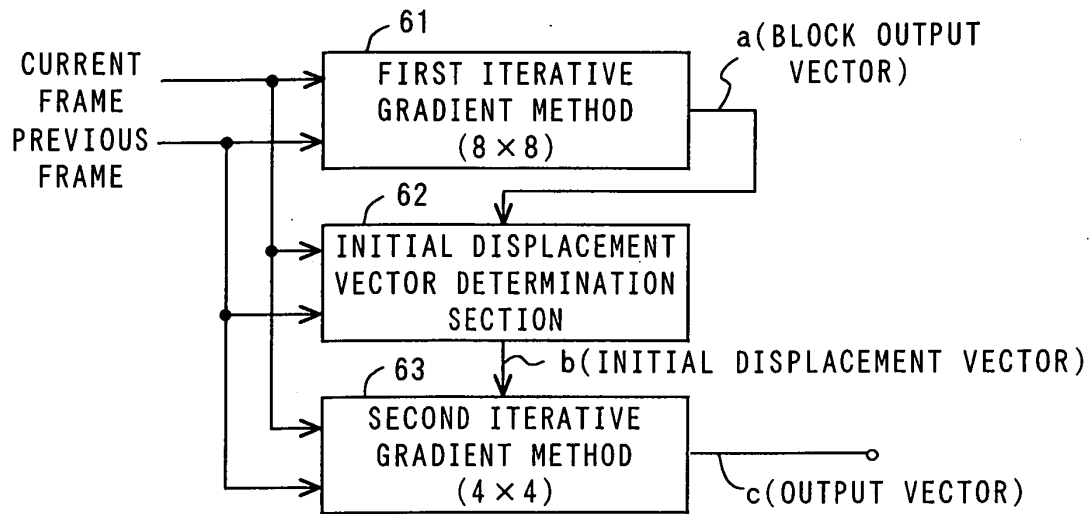 CURRENT
FRAME
PREVIOUS
FRAME
61
FIRST ITERATIVE
GRADIENT METHOD
(8×8)
a(BLOCK OUTPUT
VECTOR)
62
INITIAL DISPLACEMENT
VECTOR DETERMINATION
SECTION
b(INITIAL DISPLACEMENT VECTOR)
63
SECOND ITERATIVE
GRADIENT METHOD
(4×4)
c(OUTPUT VECTOR)